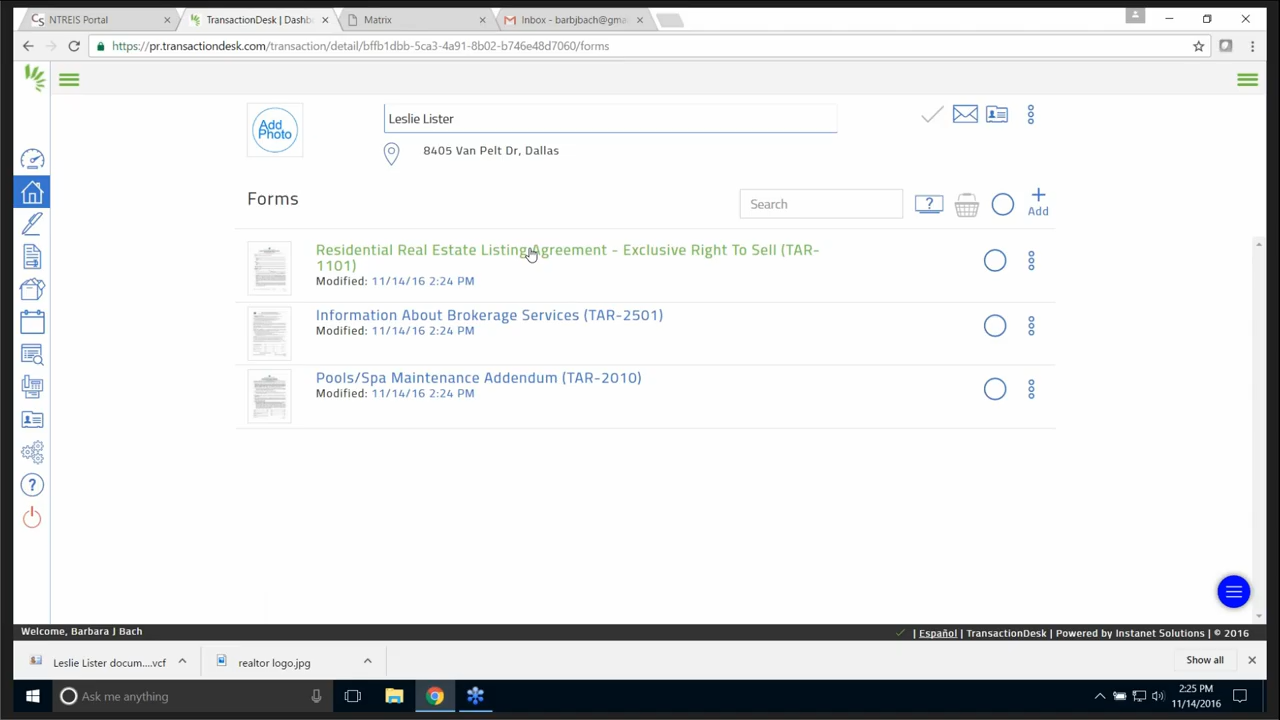 NTREIS Portal
TransactionDesk | Dashb
Matrix
Inbox - barbjbach@gma
https://pr.transactiondesk.com/transaction/detail/bffb1dbb-5ca3-4a91-8b02-b746e48d7060/forms
Add Photo
Leslie Lister
8405 Van Pelt Dr, Dallas
Forms
Search
Add
Residential Real Estate Listing Agreement - Exclusive Right To Sell (TAR-
1101)
Modified: 11/14/16 2:24 PM
Information About Brokerage Services (TAR-2501)
Modified: 11/14/16 2:24 PM
Pools/Spa Maintenance Addendum (TAR-2010)
Modified: 11/14/16 2:24 PM
Welcome, Barbara J Bach
| Español | TransactionDesk | Powered by Instanet Solutions | © 2016
Leslie Lister docum....vcf
realtor logo.jpg
Show all
Ask me anything
2:25 PM
11/14/2016